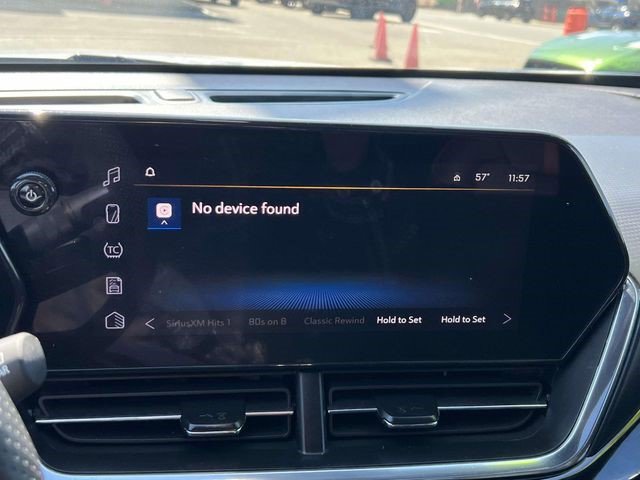 57° 11:57
No device found
TC
SiriusXM Hits 1 80s on 8 Classic Rewind Hold to Set Hold to Set